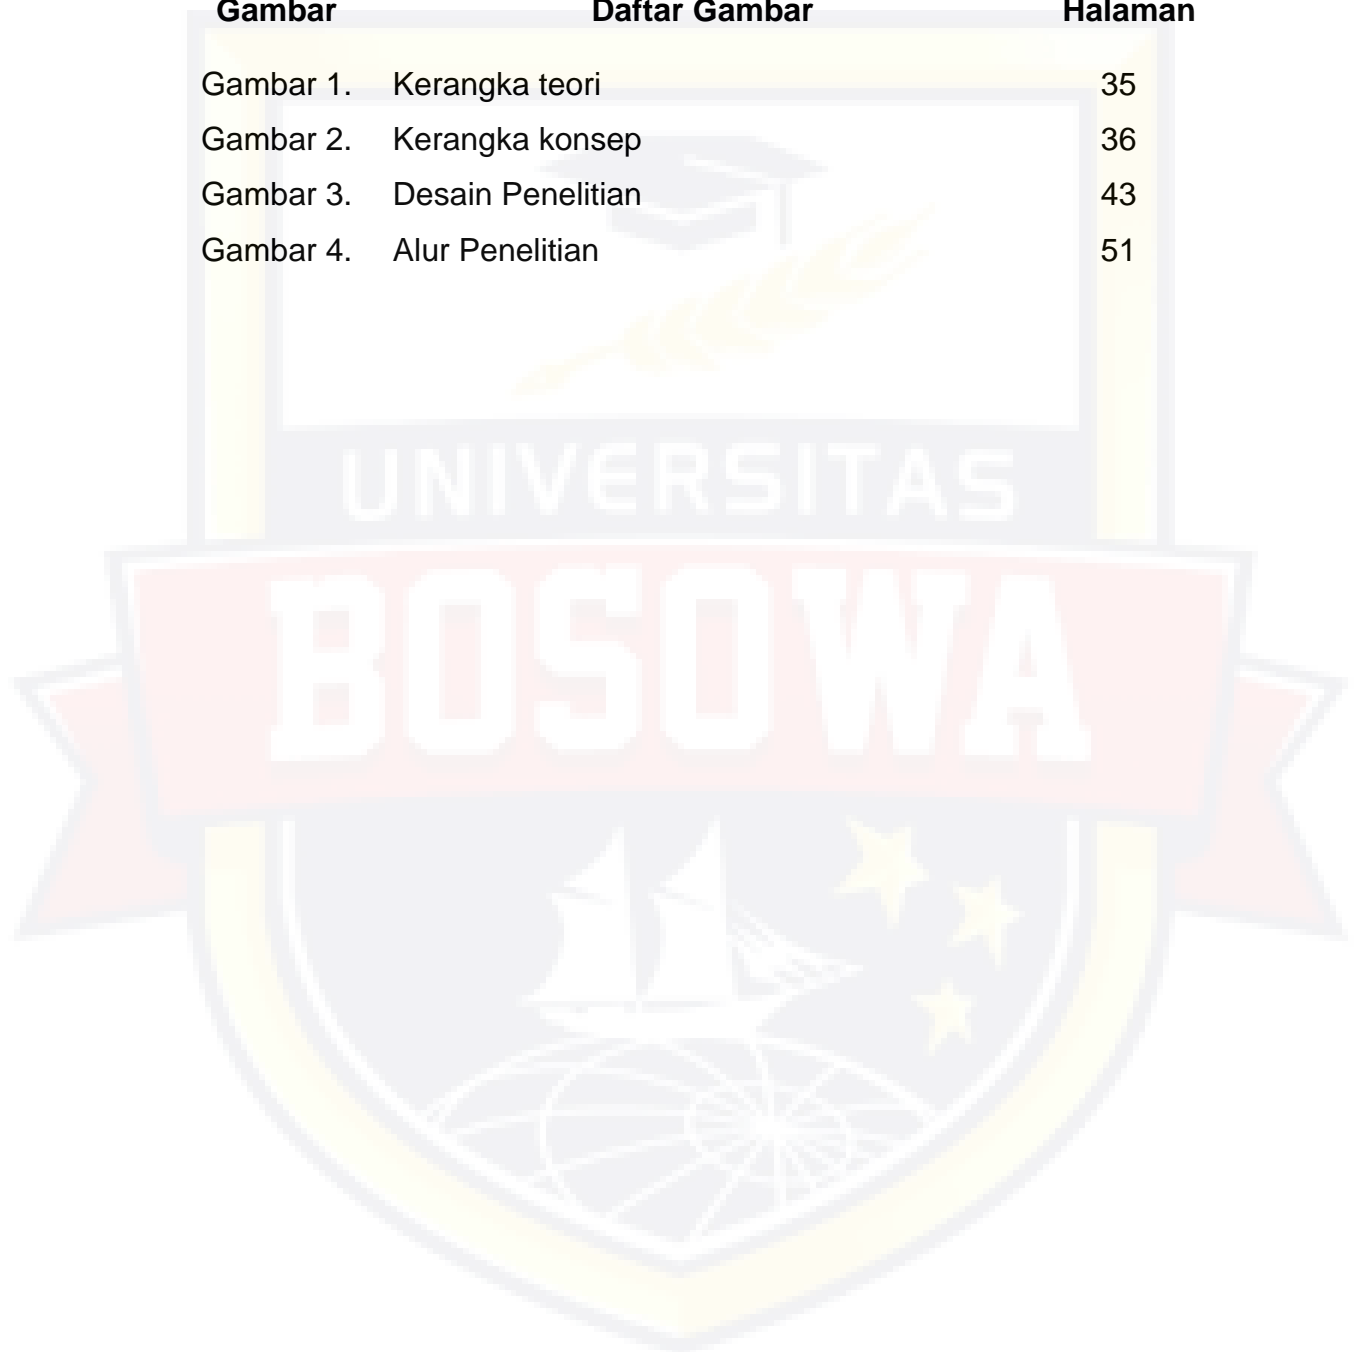 Gambar Daftar Gambar Halaman
Gambar 1. Kerangka teori 35
Gambar 2. Kerangka konsep 36
Gambar 3. Desain Penelitian 43
Gambar 4. Alur Penelitian 51
UNIVERSITAS
BOSOWA